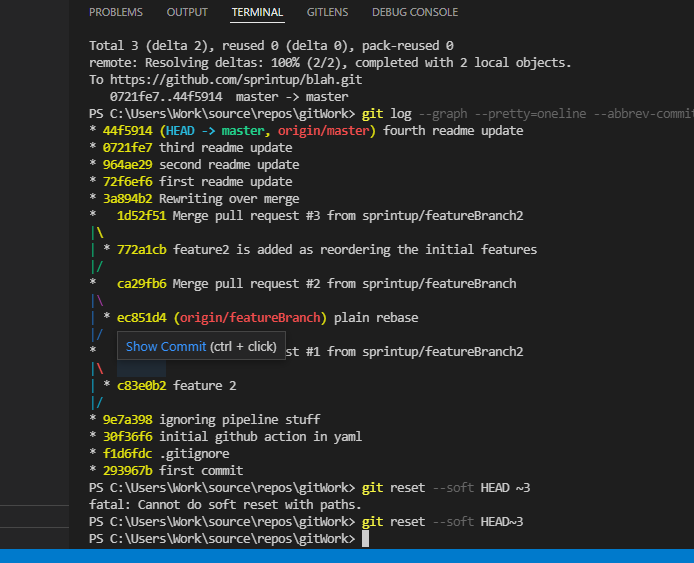 PROBLEMS OUTPUT TERMINAL GITLENS DEBUG CONSOLE
Total 3 (delta 2), reused 0 (delta 0), pack-reused 0
remote: Resolving deltas: 100% (2/2), completed with 2 local objects.
To https://github.com/sprintup/blah.git
   0721fe7..44f5914  master -> master
PS C:\Users\Work\source\repos\gitWork> git log --graph --pretty=oneline --abbrev-commit
* 44f5914 (HEAD -> master, origin/master) fourth readme update
* 0721fe7 third readme update
* 964ae29 second readme update
* 72f6ef6 first readme update
* 3a894b2 Rewriting over merge
*   1d52f51 Merge pull request #3 from sprintup/featureBranch2
|\
| * 772a1cb feature2 is added as reordering the initial features
|/
*   ca29fb6 Merge pull request #2 from sprintup/featureBranch
|\
| * ec851d4 (origin/featureBranch) plain rebase
|/
* Show Commit (ctrl + click) st #1 from sprintup/featureBranch2
|\
| * c83e0b2 feature 2
|/
* 9e7a398 ignoring pipeline stuff
* 30f36f6 initial github action in yaml
* f1d6fdc .gitignore
* 293967b first commit
PS C:\Users\Work\source\repos\gitWork> git reset --soft HEAD ~3
fatal: Cannot do soft reset with paths.
PS C:\Users\Work\source\repos\gitWork> git reset --soft HEAD~3
PS C:\Users\Work\source\repos\gitWork>